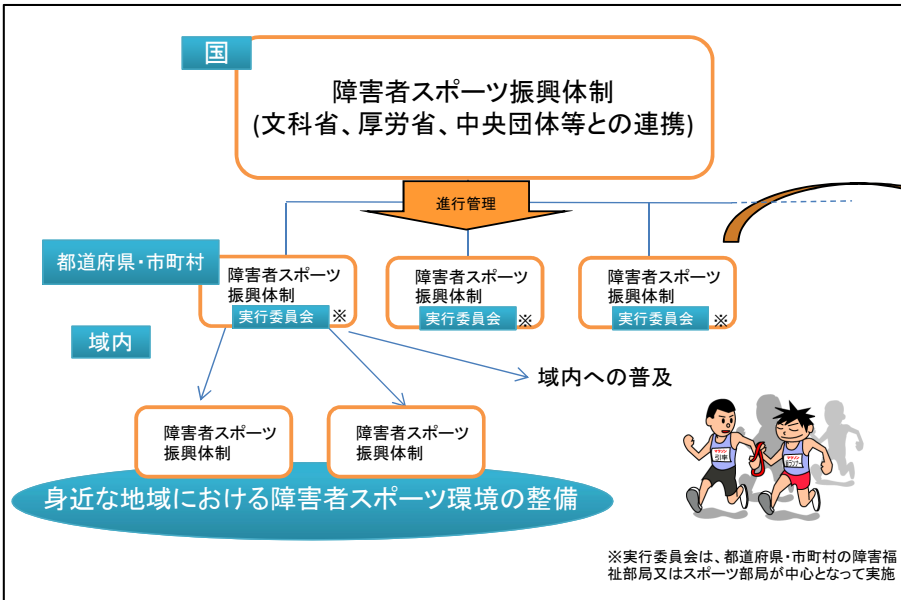 国
障害者スポーツ振興体制
(文科省、厚労省、中央団体等との連携)
進行管理
都道府県・市町村
障害者スポーツ
振興体制
実行委員会
※
障害者スポーツ
振興体制
実行委員会
※
障害者スポーツ
振興体制
実行委員会
※
域内
域内への普及
障害者スポーツ
振興体制
障害者スポーツ
振興体制
身近な地域における障害者スポーツ環境の整備
引率
※実行委員会は、都道府県・市町村の障害福
祉部局又はスポーツ部局が中心となって実施